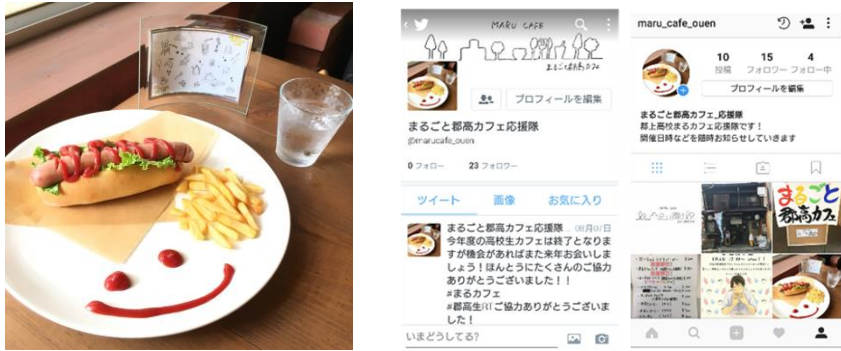 MARU CAFE
まるごと郡高カフェ
プロフィールを編集
まるごと郡高カフェ応援隊
@marucafe_ouen
0 フォロー 23 フォロワー
ツイート 画像 お気に入り
まるごと郡高カフェ応援隊 .. 08月07日
今年度の高校生カフェは終了となりま
すが機会があればまた来年お会いしま
しょう！ほんとうにたくさんのご協力
ありがとうございました！！
#まるカフェ
#郡高生RTご協力ありがとうございま
した！
いまどうしてる?
maru_cafe_ouen
10 15 4
投稿 フォロワー フォロー中
プロフィールを編集
まるごと郡高カフェ_応援隊
郡上高校まるカフェ応援隊です！
開催日時などを随時お知らせしていきます
まるごと
郡高カフェ